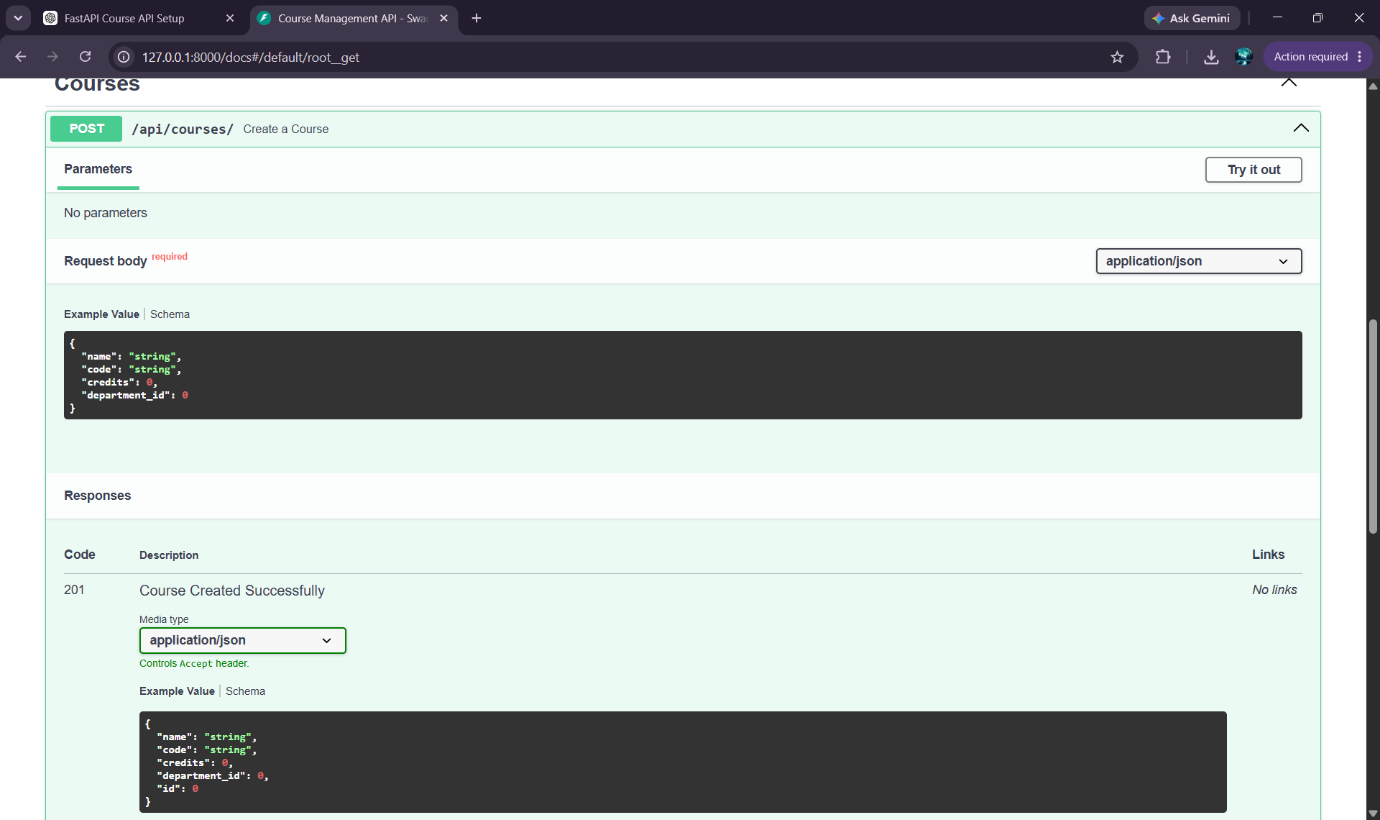 FastAPI Course API Setup
Course Management API - Swa
Ask Gemini
127.0.0.1:8000/docs#/default/root__get
Action required
Courses
POST /api/courses/ Create a Course
Parameters
Try it out
No parameters
Request body required
application/json
Example Value | Schema
{
"name": "string",
"code": "string",
"credits": 0,
"department_id": 0
}
Responses
Code Description Links
201 Course Created Successfully No links
Media type
application/json
Controls Accept header.
Example Value | Schema
{
"name": "string",
"code": "string",
"credits": 0,
"department_id": 0,
"id": 0
}